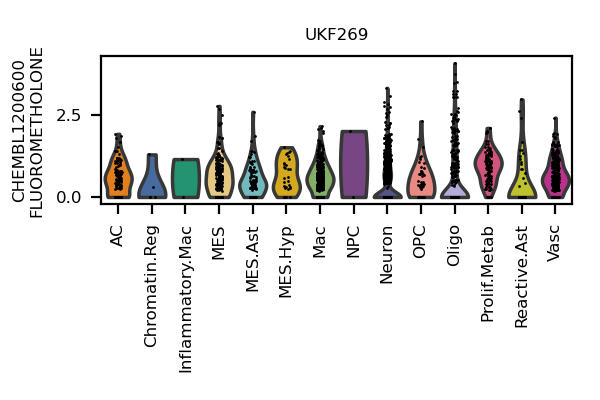 UKF269
CHEMBL1200600
FLUOROMETHOLONE
2.5
0.0
AC
Chromatin.Reg
Inflammatory.Mac
MES
MES.Ast
MES.Hyp
Mac
NPC
Neuron
OPC
Oligo
Prolif.Metab
Reactive.Ast
Vasc